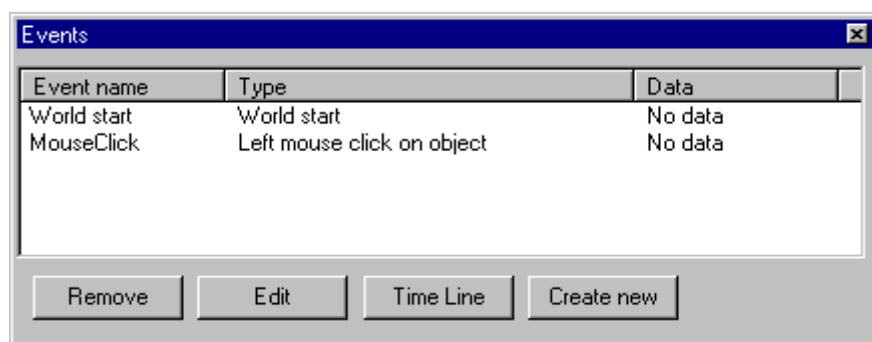 Events
Event name Type Data
World start World start No data
MouseClick Left mouse click on object No data
Remove Edit Time Line Create new